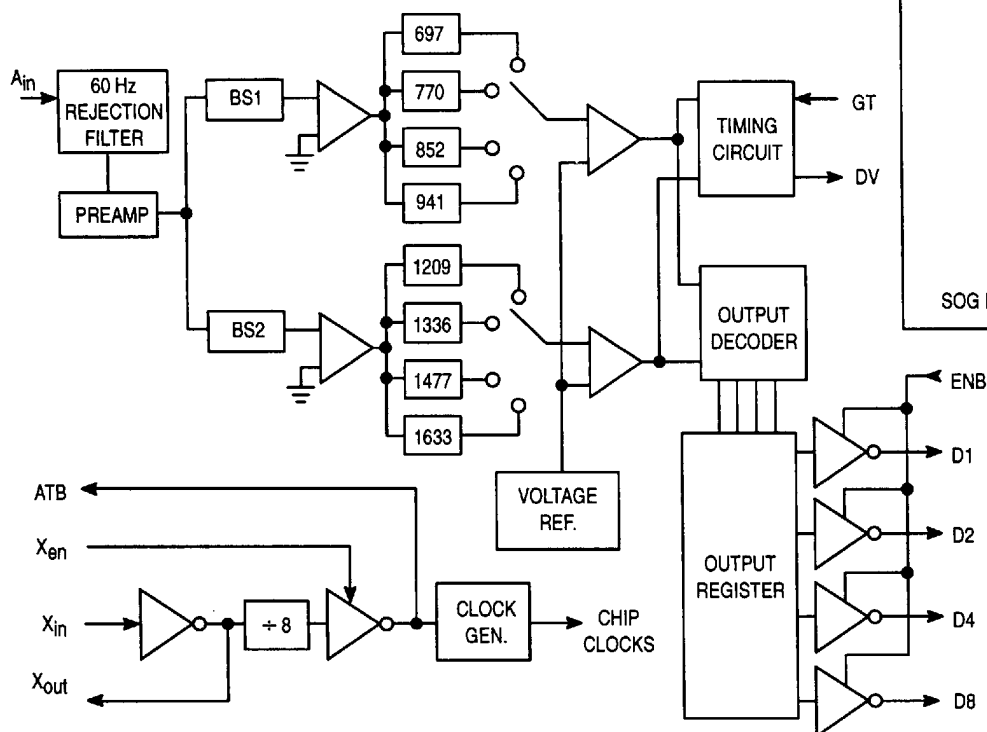 Ain
60 Hz
REJECTION
FILTER
PREAMP
BS1
BS2
697
770
852
941
1209
1336
1477
1633
VOLTAGE
REF.
TIMING
CIRCUIT
GT
DV
OUTPUT
DECODER
SOG
ENB
OUTPUT
REGISTER
D1
D2
D4
D8
ATB
Xen
Xin
Xout
÷ 8
CLOCK
GEN.
CHIP
CLOCKS